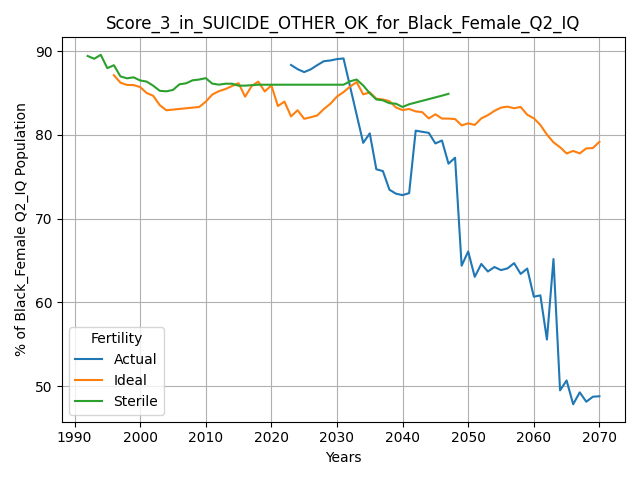 Score_3_in_SUICIDE_OTHER_OK_for_Black_Female_Q2_IQ
% of Black_Female Q2_IQ Population
90
80
70
60
50
Fertility
Actual
Ideal
Sterile
1990 2000 2010 2020 2030 2040 2050 2060 2070
Years